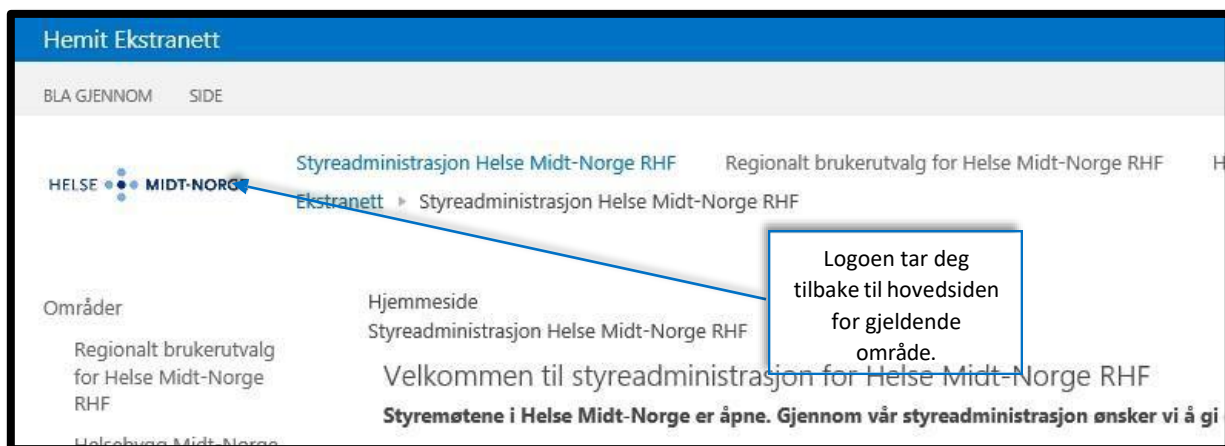 Hemit Ekstranett
BLA GJENNOM SIDE
Styreadministrasjon Helse Midt-Norge RHF Regionalt brukerutvalg for Helse Midt-Norge RHF H
HELSE MIDT-NORGE
Ekstranett ▸ Styreadministrasjon Helse Midt-Norge RHF
Logoen tar deg
tilbake til hovedsiden
for gjeldende
område.
Områder
Regionalt brukerutvalg
for Helse Midt-Norge
RHF
Helsebygg Midt-Norge
Hjemmeside
Styreadministrasjon Helse Midt-Norge RHF
Velkommen til styreadministrasjon for Helse Midt-Norge RHF
Styremøtene i Helse Midt-Norge er åpne. Gjennom vår styreadministrasjon ønsker vi å gi